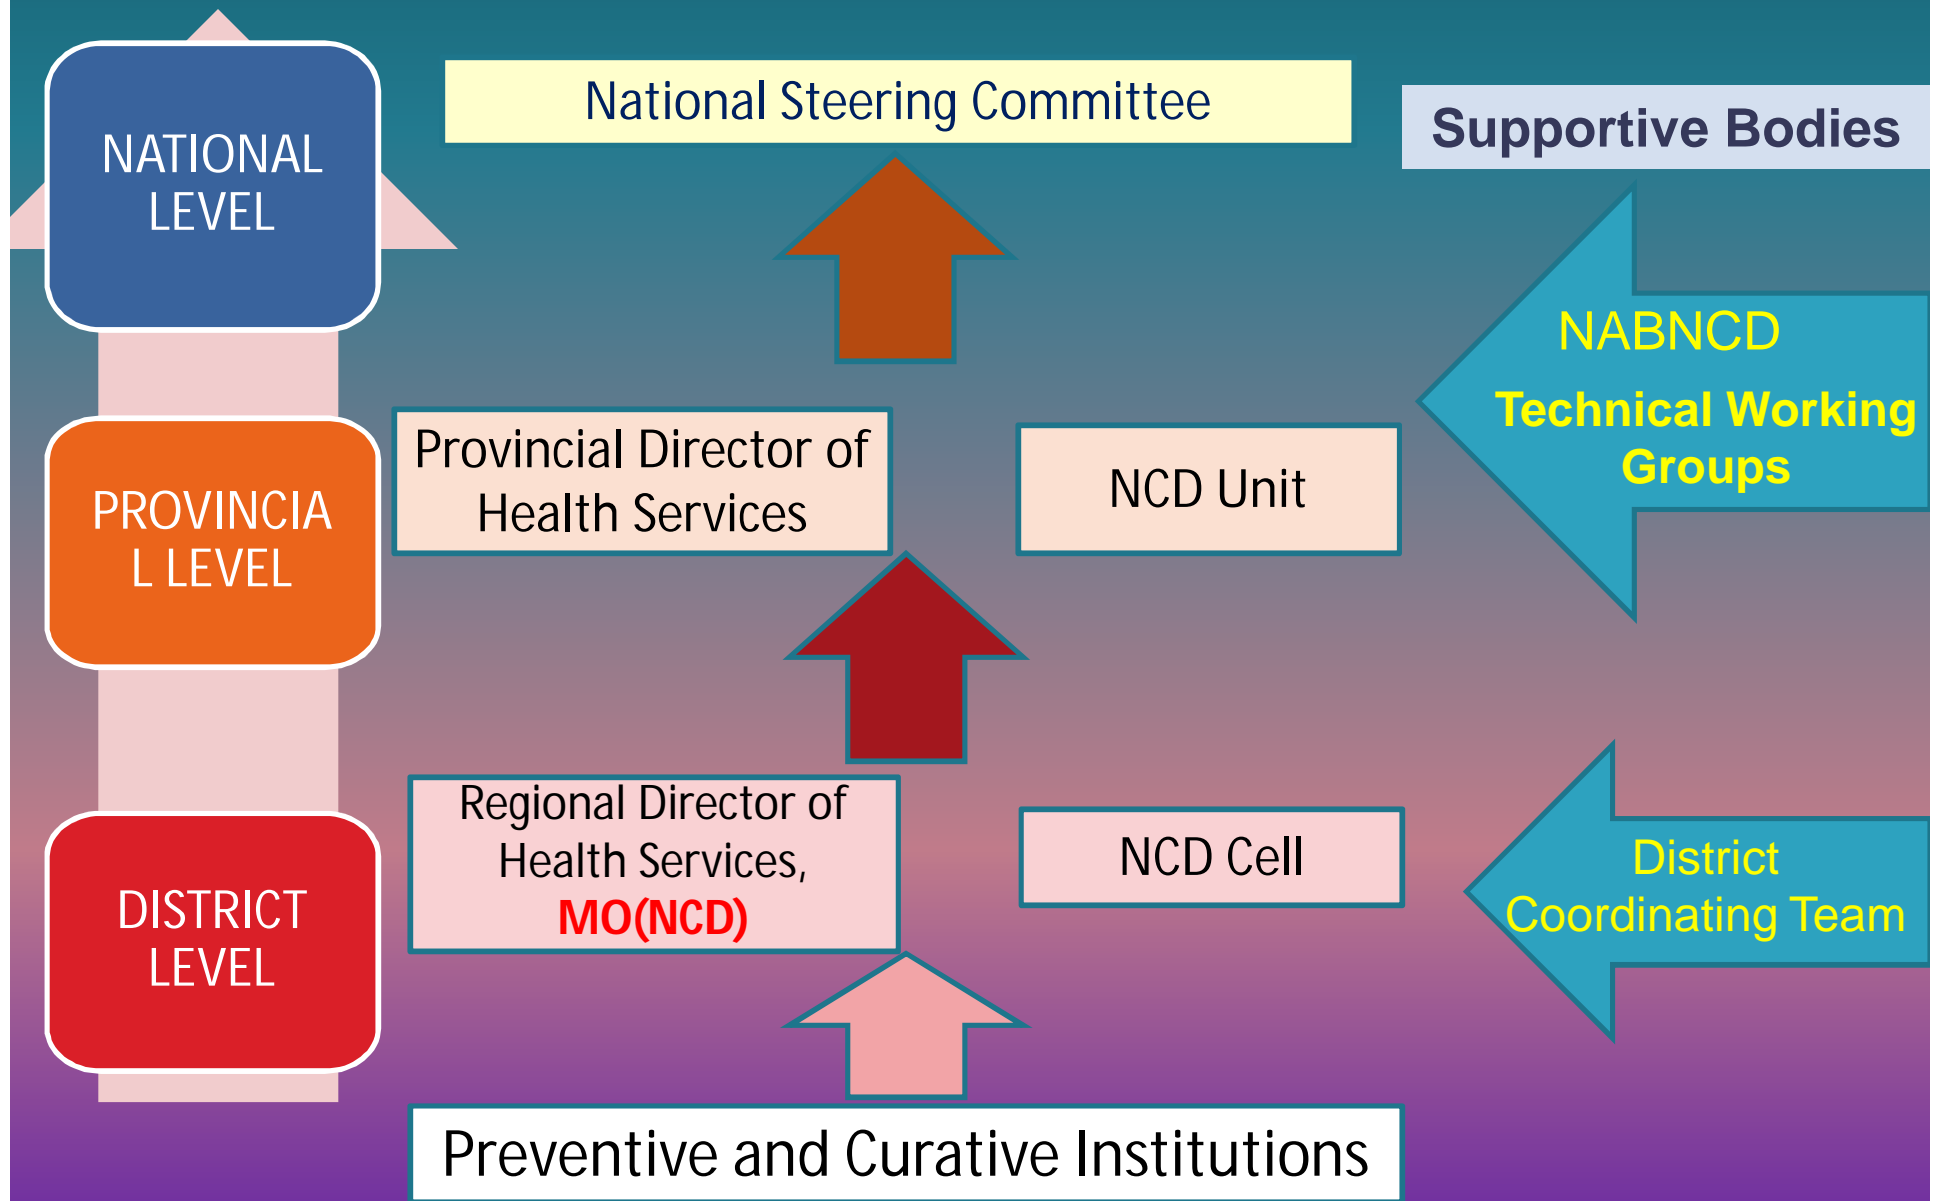 NATIONAL
LEVEL
National Steering Committee
Supportive Bodies
NABNCD
Technical Working
Groups
PROVINCIA
L LEVEL
Provincial Director of
Health Services
NCD Unit
DISTRICT
LEVEL
Regional Director of
Health Services,
MO(NCD)
NCD Cell
District
Coordinating Team
Preventive and Curative Institutions